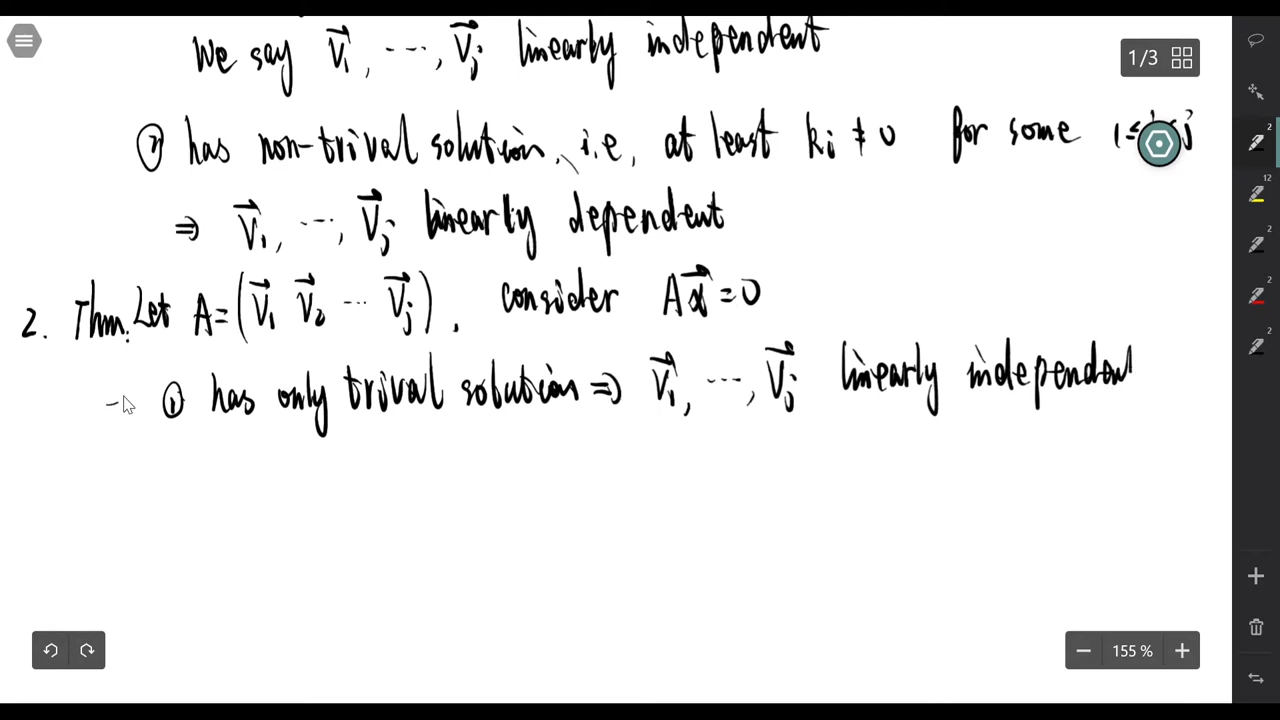 We say v⃗₁, ..., v⃗ⱼ linearly independent
1/3
② has non-trival solution, i.e, at least kᵢ ≠ 0 for some
⇒ v⃗₁, ..., v⃗ⱼ linearly dependent
2. Thm: Let A = (v⃗₁ v⃗₂ ... v⃗ⱼ), consider Ax⃗ = 0
① has only trival solution ⇒ v⃗₁, ..., v⃗ⱼ linearly independent
155 %